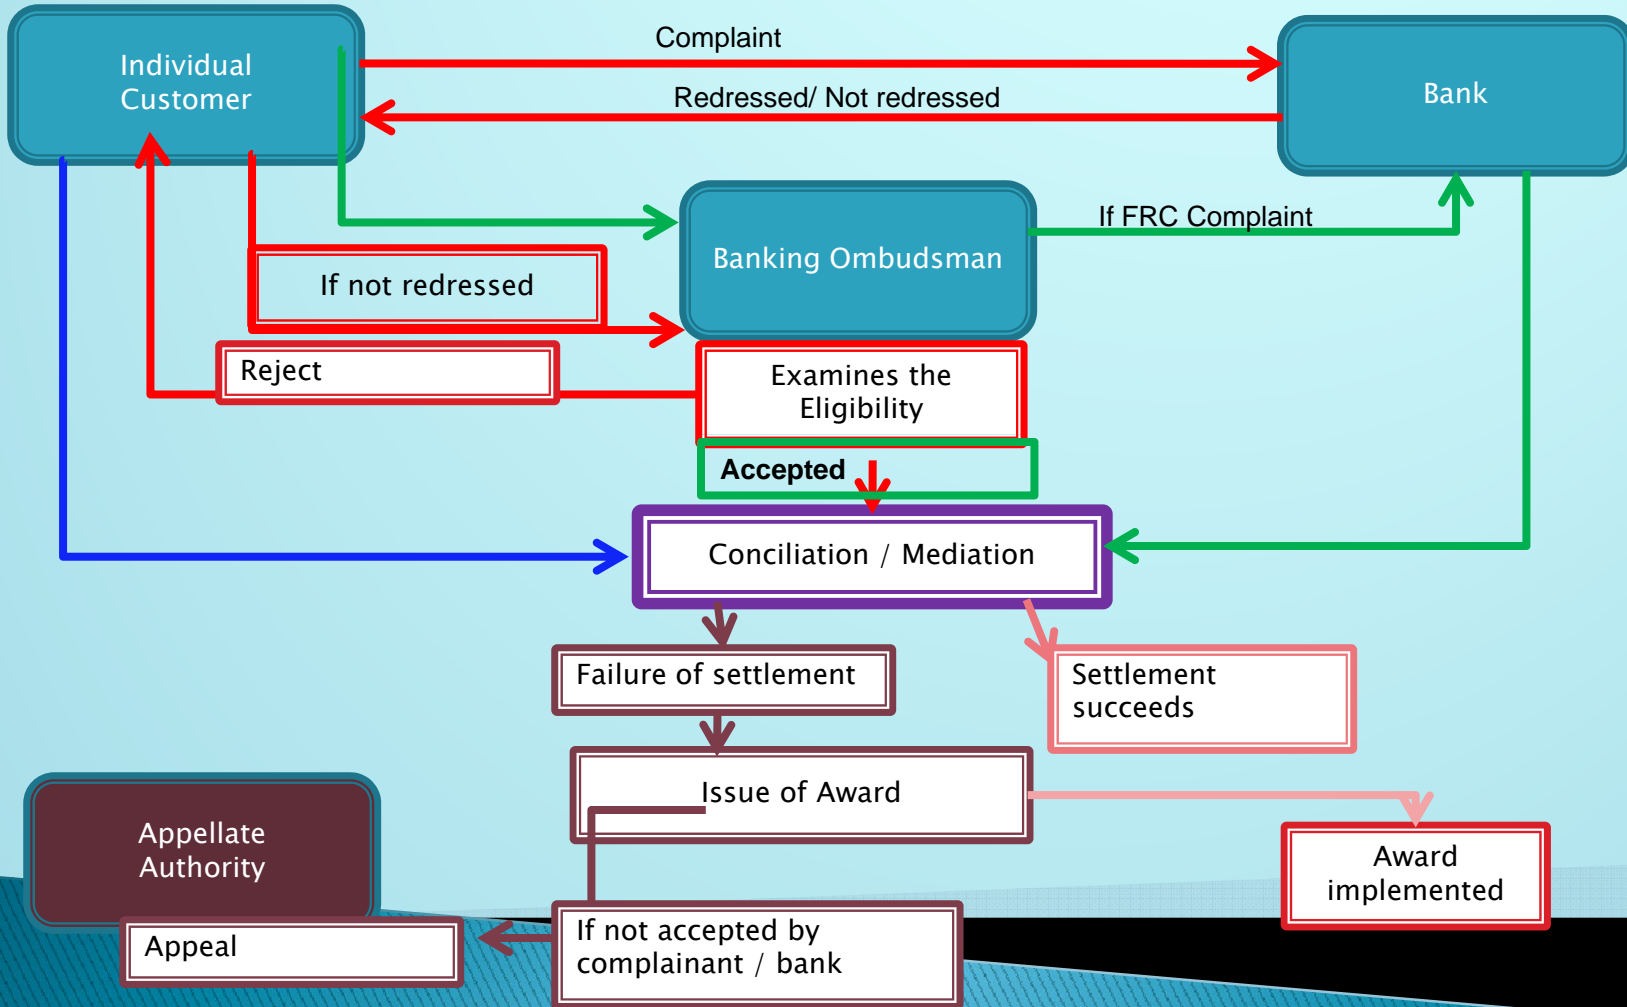 Individual
Customer
Complaint
Redressed/ Not redressed
Bank
Banking Ombudsman
If FRC Complaint
If not redressed
Reject
Examines the
Eligibility
Accepted
Conciliation / Mediation
Failure of settlement
Settlement
succeeds
Issue of Award
Appellate
Authority
Award
implemented
Appeal
If not accepted by
complainant / bank